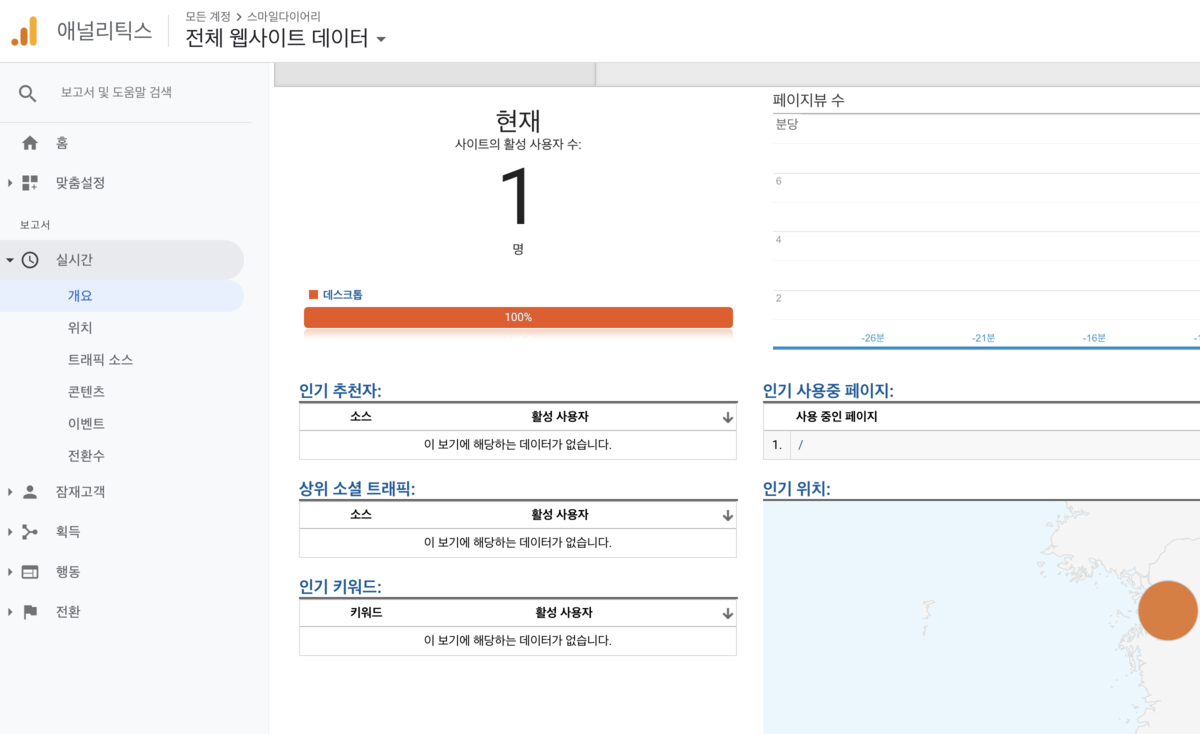 애널리틱스
모든 계정 > 스마일다이어리
전체 웹사이트 데이터
보고서 및 도움말 검색
홈
맞춤설정
보고서
실시간
개요
위치
트래픽 소스
콘텐츠
이벤트
전환수
잠재고객
획득
행동
전환
현재
사이트의 활성 사용자 수:
1
명
데스크톱
100%
페이지뷰 수
분당
6
4
2
-26분 -21분 -16분
인기 추천자:
소스 활성 사용자
이 보기에 해당하는 데이터가 없습니다.
상위 소셜 트래픽:
소스 활성 사용자
이 보기에 해당하는 데이터가 없습니다.
인기 키워드:
키워드 활성 사용자
이 보기에 해당하는 데이터가 없습니다.
인기 사용중 페이지:
사용 중인 페이지
1. /
인기 위치: